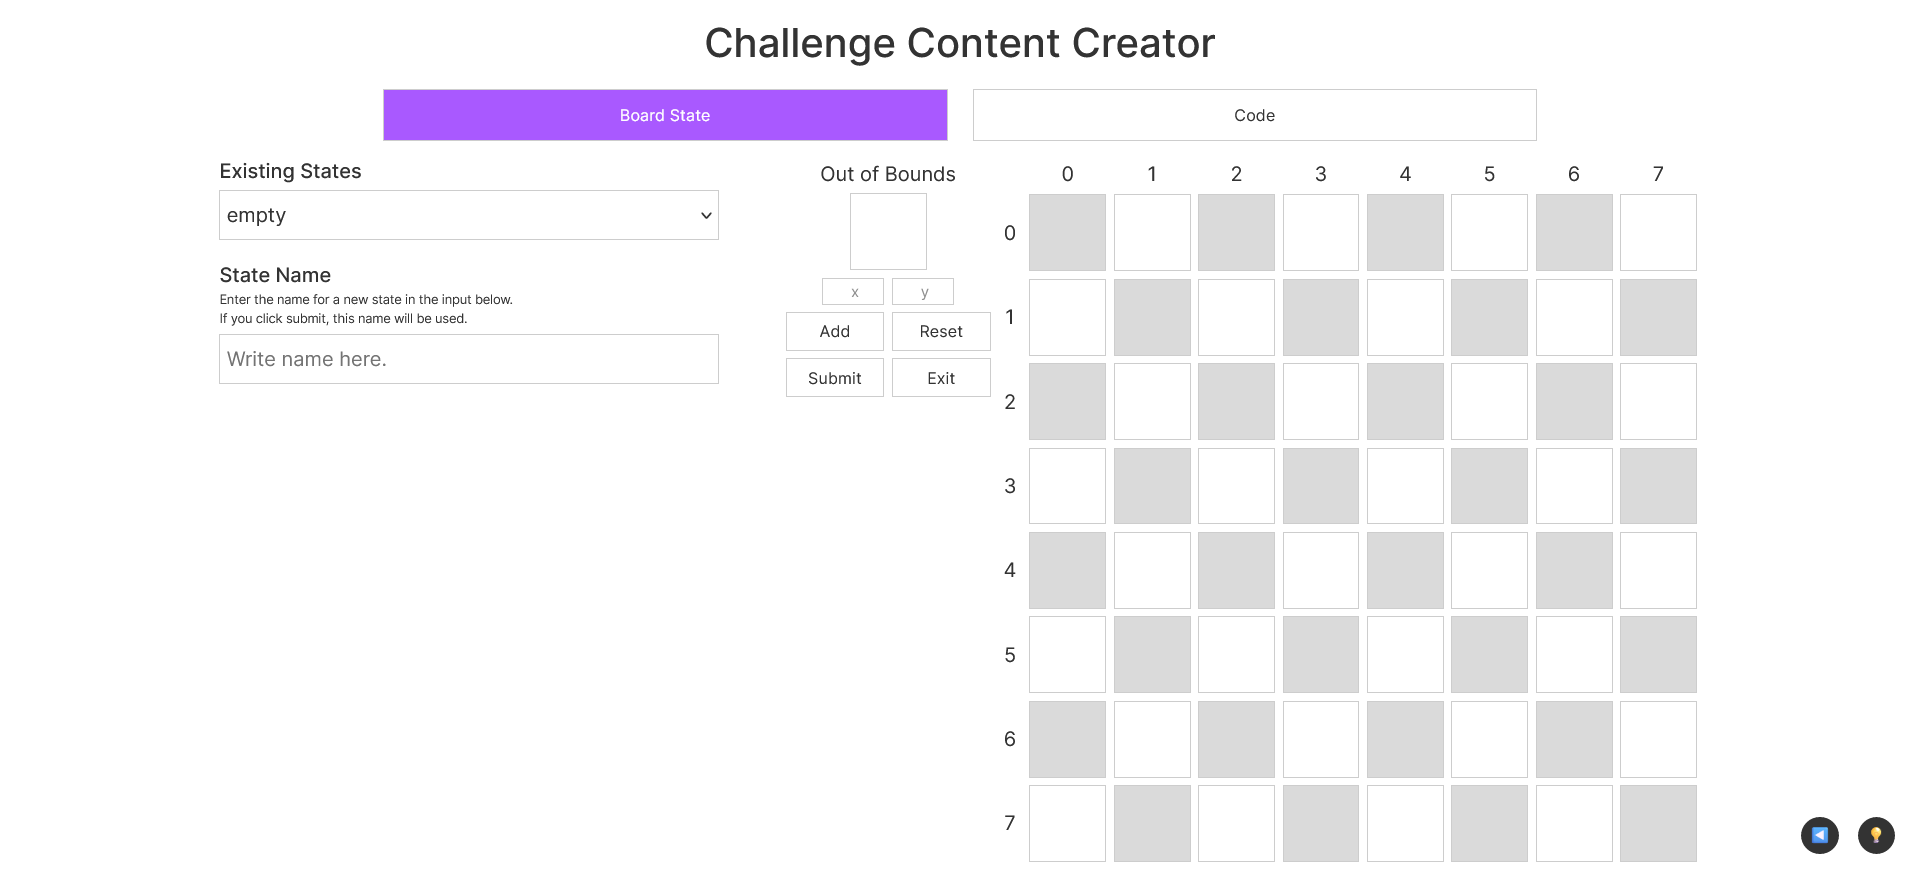 Challenge Content Creator
Board State
Code
Existing States
empty
State Name
Enter the name for a new state in the input below.
If you click submit, this name will be used.
Write name here.
Out of Bounds
x y
Add Reset
Submit Exit
0 1 2 3 4 5 6 7
0
1
2
3
4
5
6
7